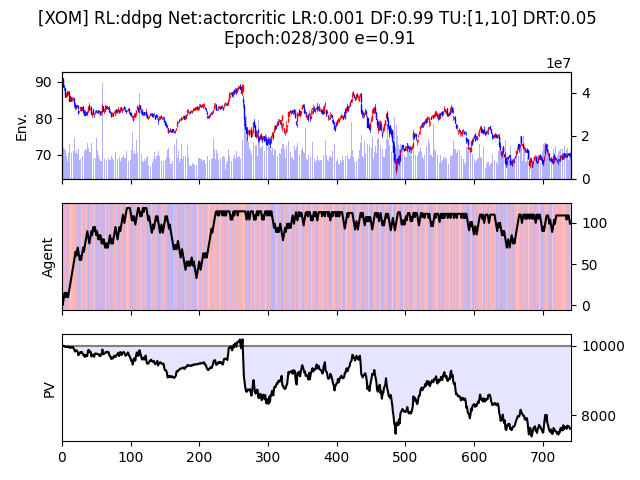 [XOM] RL:ddpg Net:actorcritic LR:0.001 DF:0.99 TU:[1,10] DRT:0.05
Epoch:028/300 e=0.91
1e7
Env.
90
80
70
4
2
0
Agent
100
50
0
PV
10000
8000
0 100 200 300 400 500 600 700